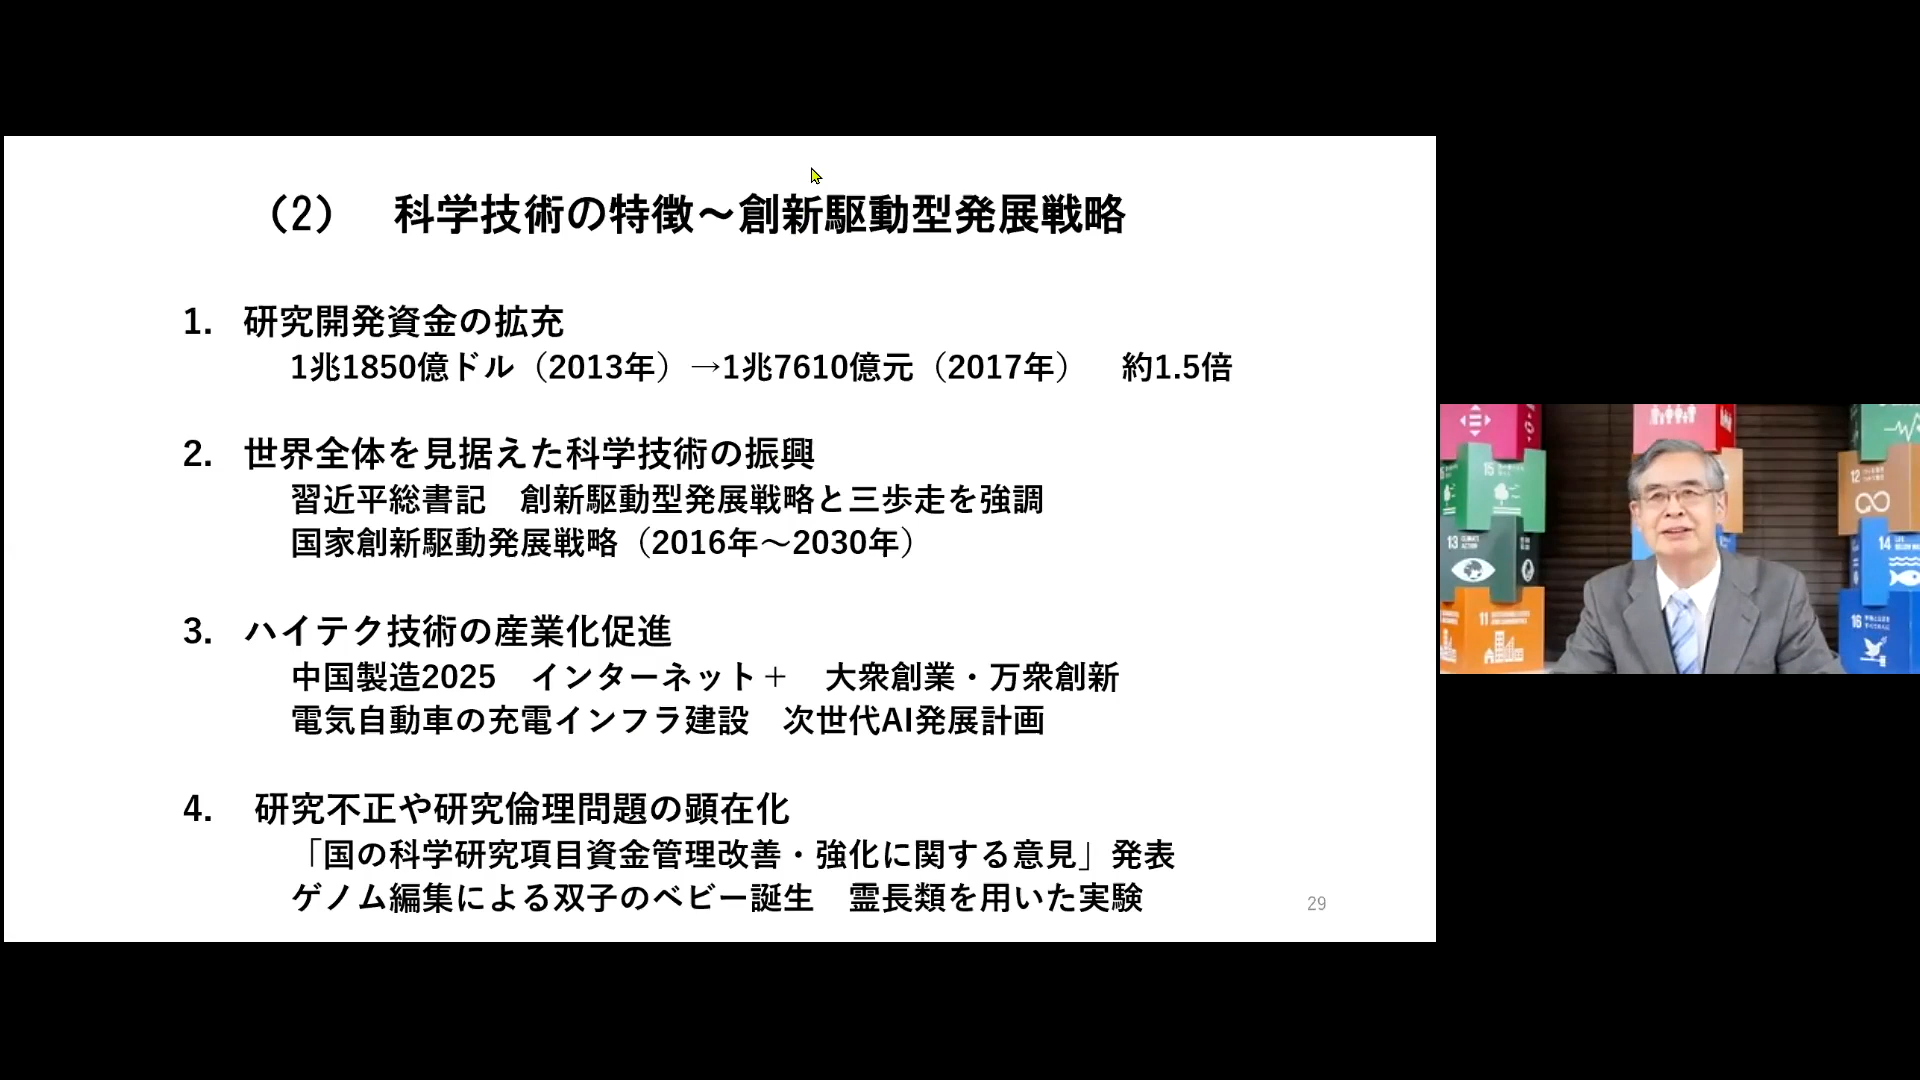 （2）　科学技術の特徴～創新駆動型発展戦略
1. 研究開発資金の拡充
1兆1850億ドル（2013年）→1兆7610億元（2017年）　約1.5倍
2. 世界全体を見据えた科学技術の振興
習近平総書記　創新駆動型発展戦略と三歩走を強調
国家創新駆動発展戦略（2016年～2030年）
3. ハイテク技術の産業化促進
中国製造2025　インターネット＋　大衆創業・万衆創新
電気自動車の充電インフラ建設　次世代AI発展計画
4. 研究不正や研究倫理問題の顕在化
「国の科学研究項目資金管理改善・強化に関する意見」発表
ゲノム編集による双子のベビー誕生　霊長類を用いた実験
29
15
12
13 CLIMATE ACTION
14
11
16